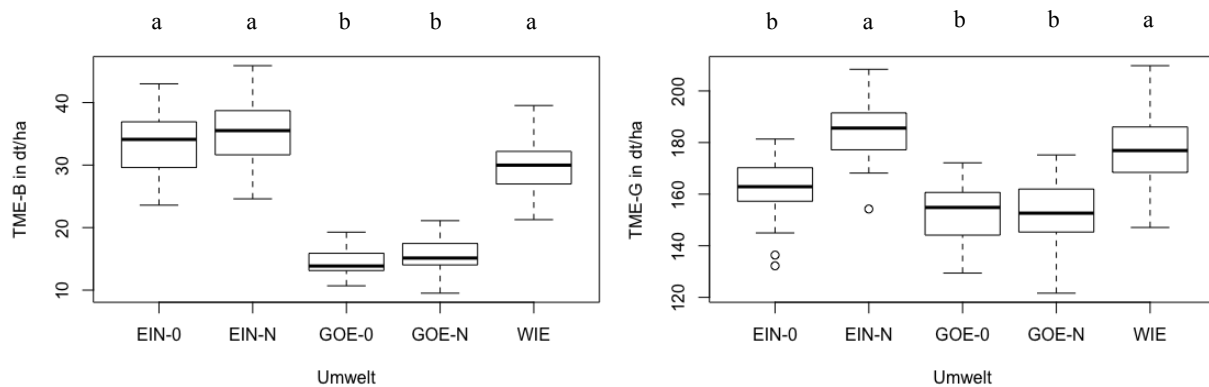 a a b b a
TME-B in dt/ha
40
30
20
10
EIN-0 EIN-N GOE-0 GOE-N WIE
Umwelt
b a b b a
TME-G in dt/ha
200
180
160
140
120
EIN-0 EIN-N GOE-0 GOE-N WIE
Umwelt